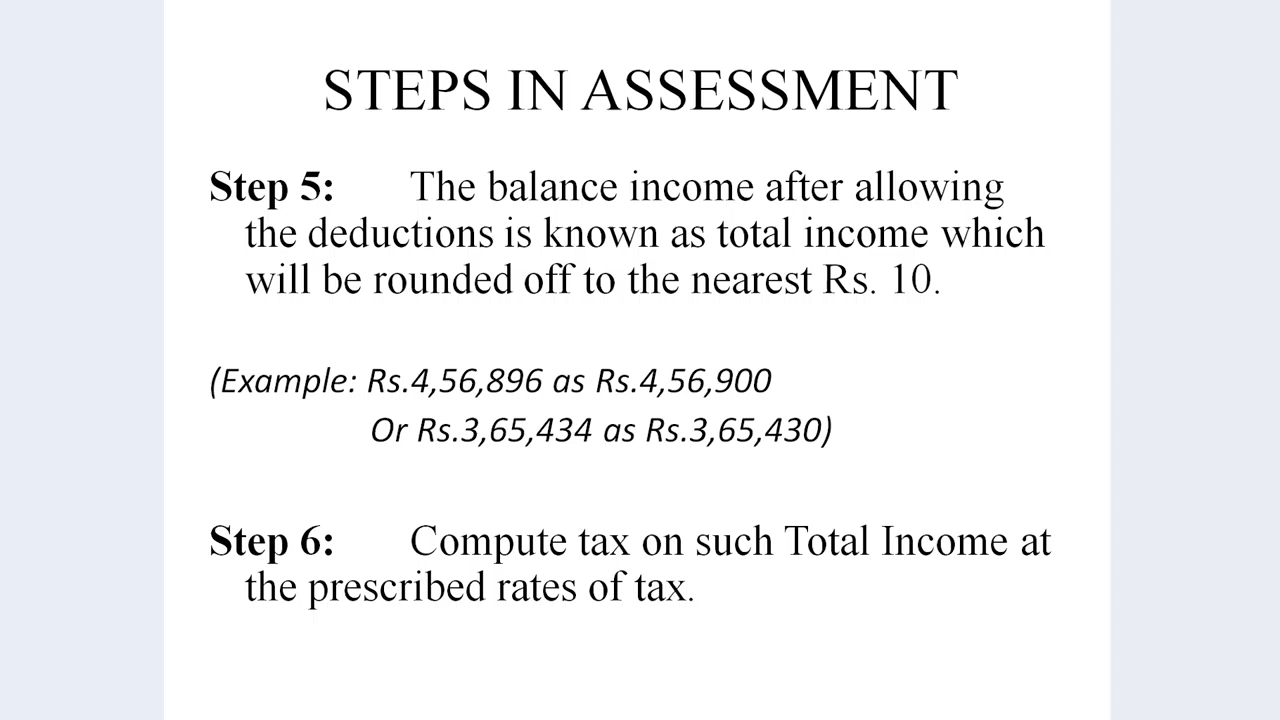 STEPS IN ASSESSMENT
Step 5: The balance income after allowing
the deductions is known as total income which
will be rounded off to the nearest Rs. 10.
(Example: Rs.4,56,896 as Rs.4,56,900
Or Rs.3,65,434 as Rs.3,65,430)
Step 6: Compute tax on such Total Income at
the prescribed rates of tax.